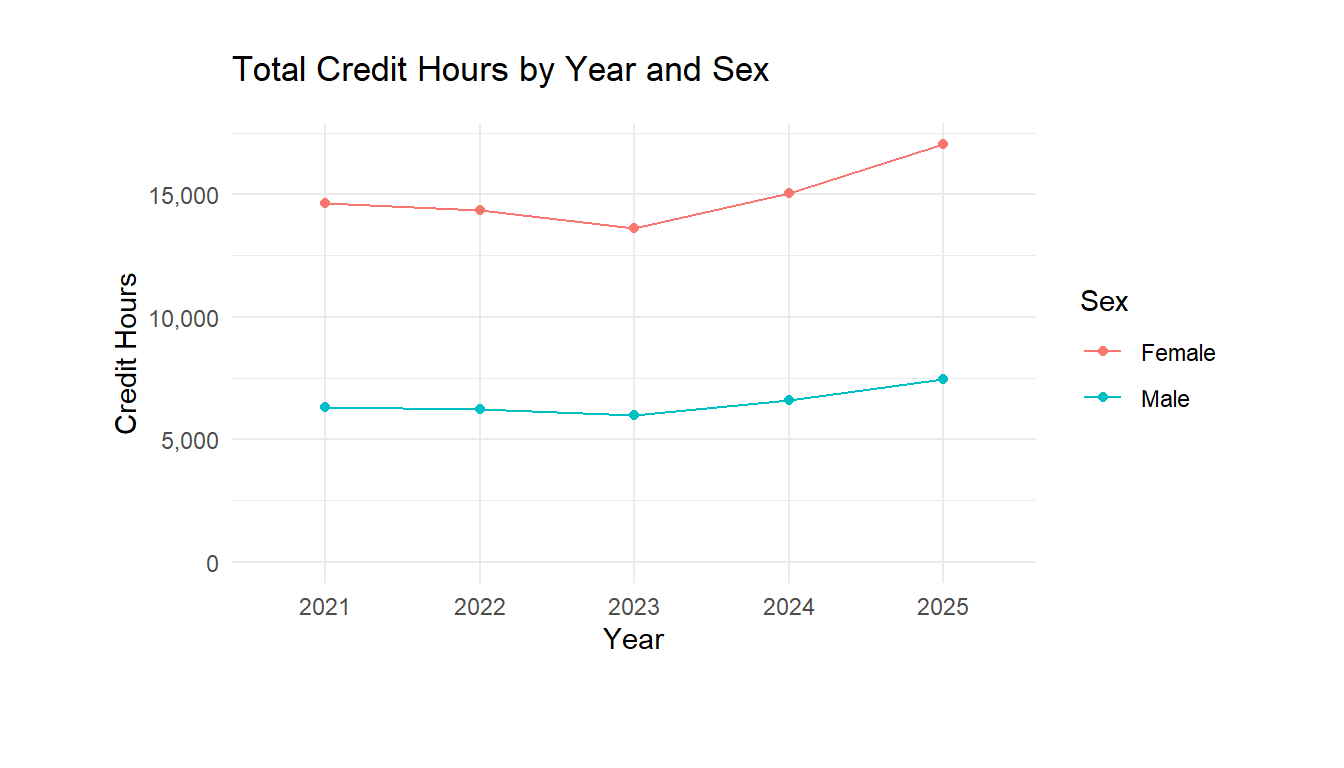 Total Credit Hours by Year and Sex
15,000
10,000
5,000
0
Credit Hours
2021 2022 2023 2024 2025
Year
Sex
Female
Male